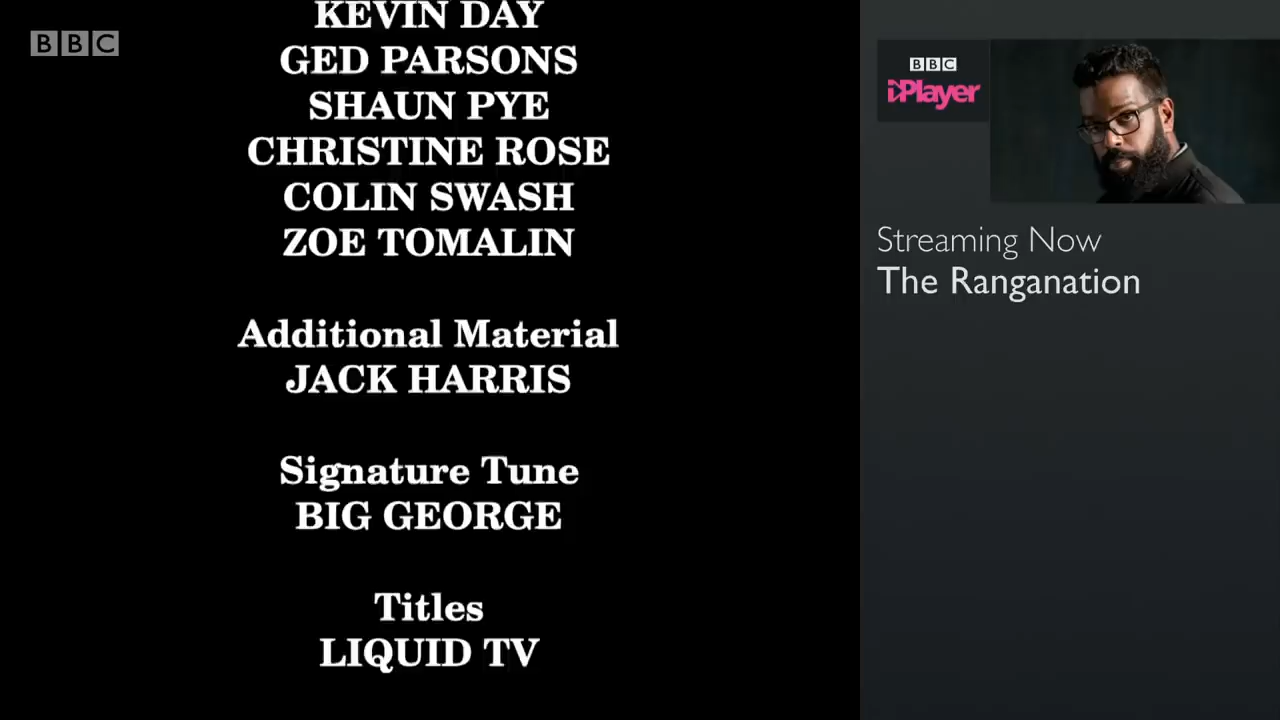 BBC
KEVIN DAY
GED PARSONS
SHAUN PYE
CHRISTINE ROSE
COLIN SWASH
ZOE TOMALIN
Additional Material
JACK HARRIS
Signature Tune
BIG GEORGE
Titles
LIQUID TV
BBC
iPlayer
Streaming Now
The Ranganation